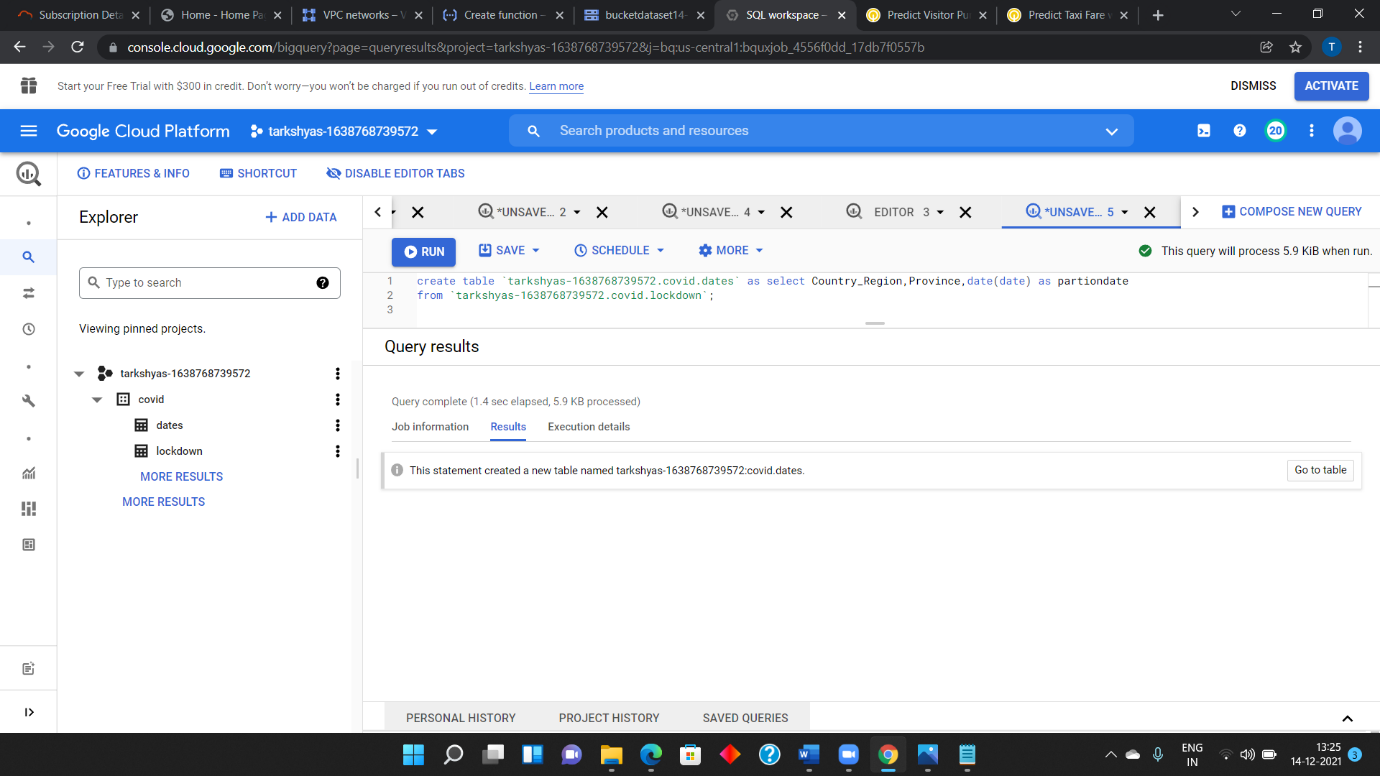 Subscription Deta
Home - Home Pa
VPC networks – V
Create function –
bucketdataset14-
SQL workspace –
Predict Visitor Pu
Predict Taxi Fare v
console.cloud.google.com/bigquery?page=queryresults&project=tarkshyas-1638768739572&j=bq:us-central1:bquxjob_4556f0dd_17db7f0557b
T
Start your Free Trial with $300 in credit. Don't worry—you won't be charged if you run out of credits. Learn more
DISMISS
ACTIVATE
Google Cloud Platform
tarkshyas-1638768739572
Search products and resources
20
FEATURES & INFO
SHORTCUT
DISABLE EDITOR TABS
Explorer
+ ADD DATA
*UNSAVE... 2
*UNSAVE... 4
EDITOR 3
*UNSAVE... 5
COMPOSE NEW QUERY
RUN
SAVE
SCHEDULE
MORE
This query will process 5.9 KiB when run.
Type to search
1 create table `tarkshyas-1638768739572.covid.dates` as select Country_Region,Province,date(date) as partiondate
2 from `tarkshyas-1638768739572.covid.lockdown`;
3
Viewing pinned projects.
tarkshyas-1638768739572
covid
dates
lockdown
MORE RESULTS
MORE RESULTS
Query results
Query complete (1.4 sec elapsed, 5.9 KB processed)
Job information
Results
Execution details
This statement created a new table named tarkshyas-1638768739572:covid.dates.
Go to table
PERSONAL HISTORY
PROJECT HISTORY
SAVED QUERIES
ENG
IN
13:25
14-12-2021
3